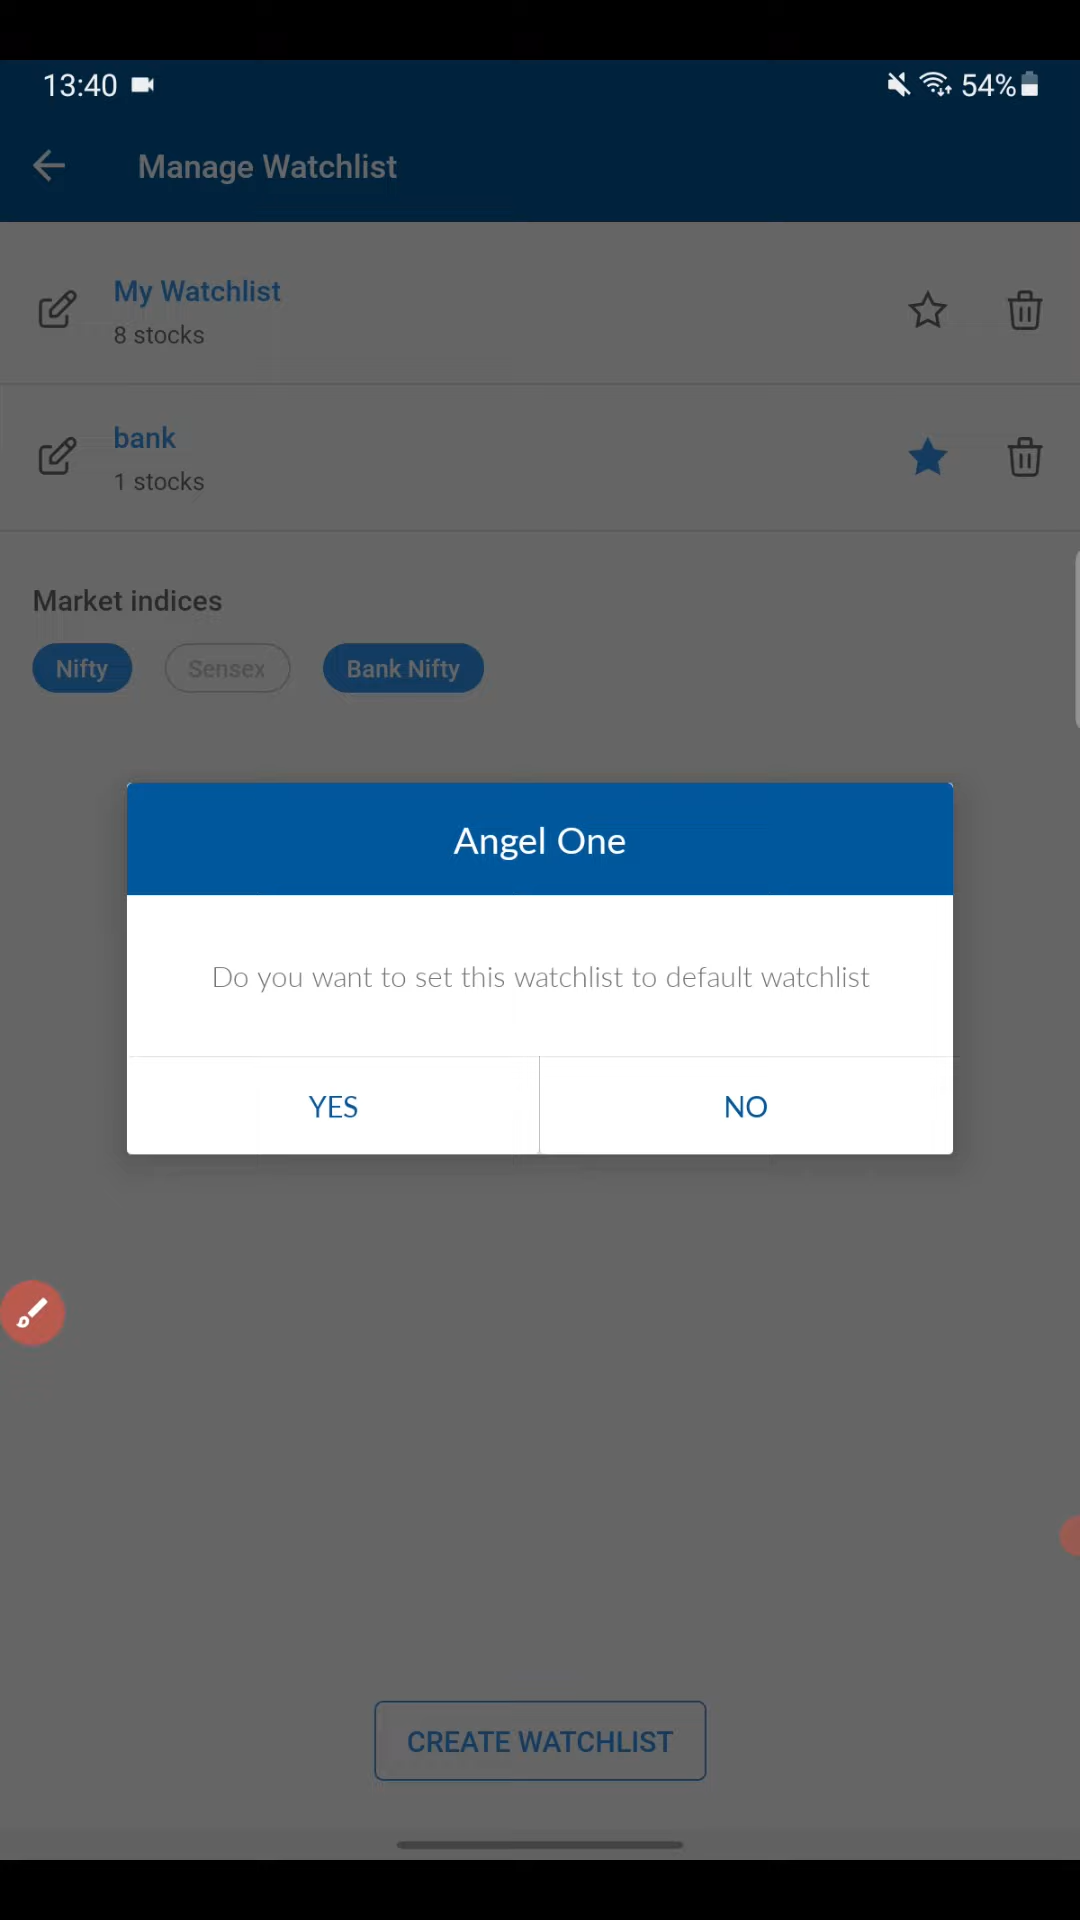 13:40
54%
Manage Watchlist
My Watchlist
8 stocks
bank
1 stocks
Market indices
Nifty
Sensex
Bank Nifty
Angel One
Do you want to set this watchlist to default watchlist
YES
NO
CREATE WATCHLIST